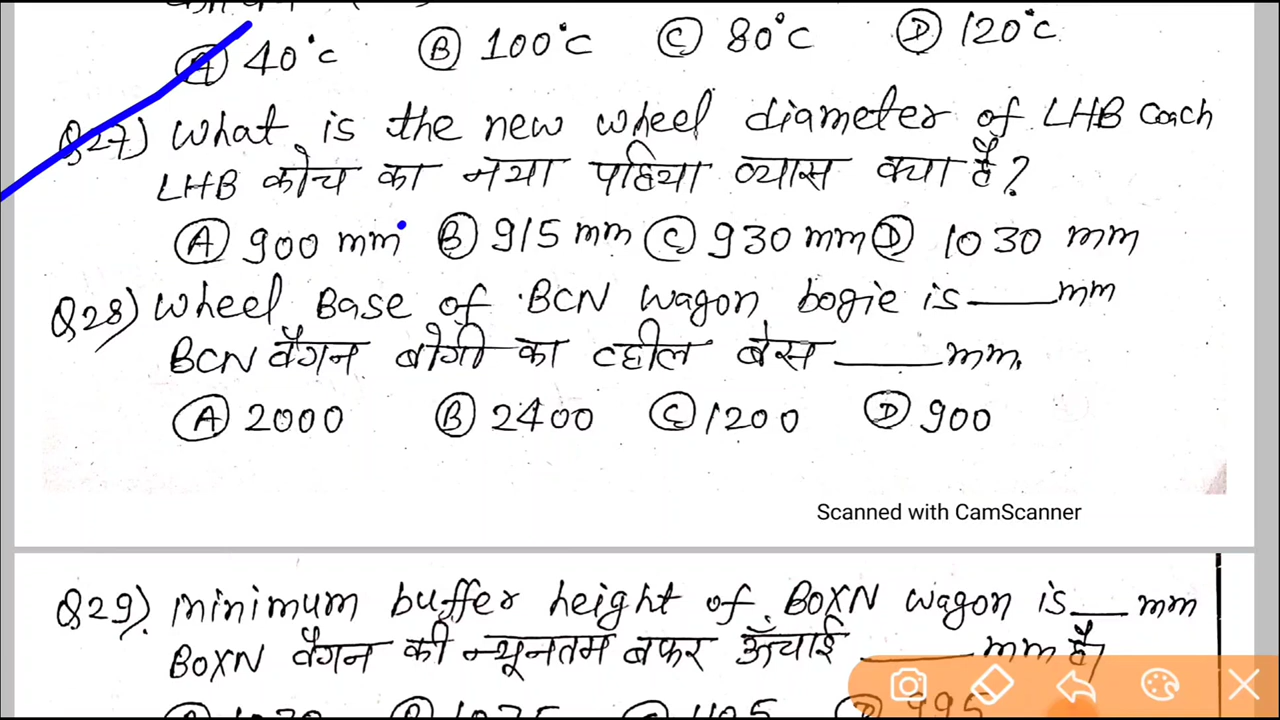 Ⓐ 40°C Ⓑ 100°C Ⓒ 80°C Ⓓ 120°C
Q27) What is the new wheel diameter of LHB Coach
LHB कोच का नया पहिया व्यास क्या है?
Ⓐ 900 mm Ⓑ 915 mm Ⓒ 930 mm Ⓓ 1030 mm
Q28) Wheel Base of BCN wagon bogie is ____ mm
BCN वैगन बोगी का व्हील बेस ____ mm.
Ⓐ 2000 Ⓑ 2400 Ⓒ 1200 Ⓓ 900
Scanned with CamScanner
Q29). minimum buffer height of BOXN wagon is __ mm
BOXN वैगन की न्यूनतम बफर ऊँचाई ____ mm है।